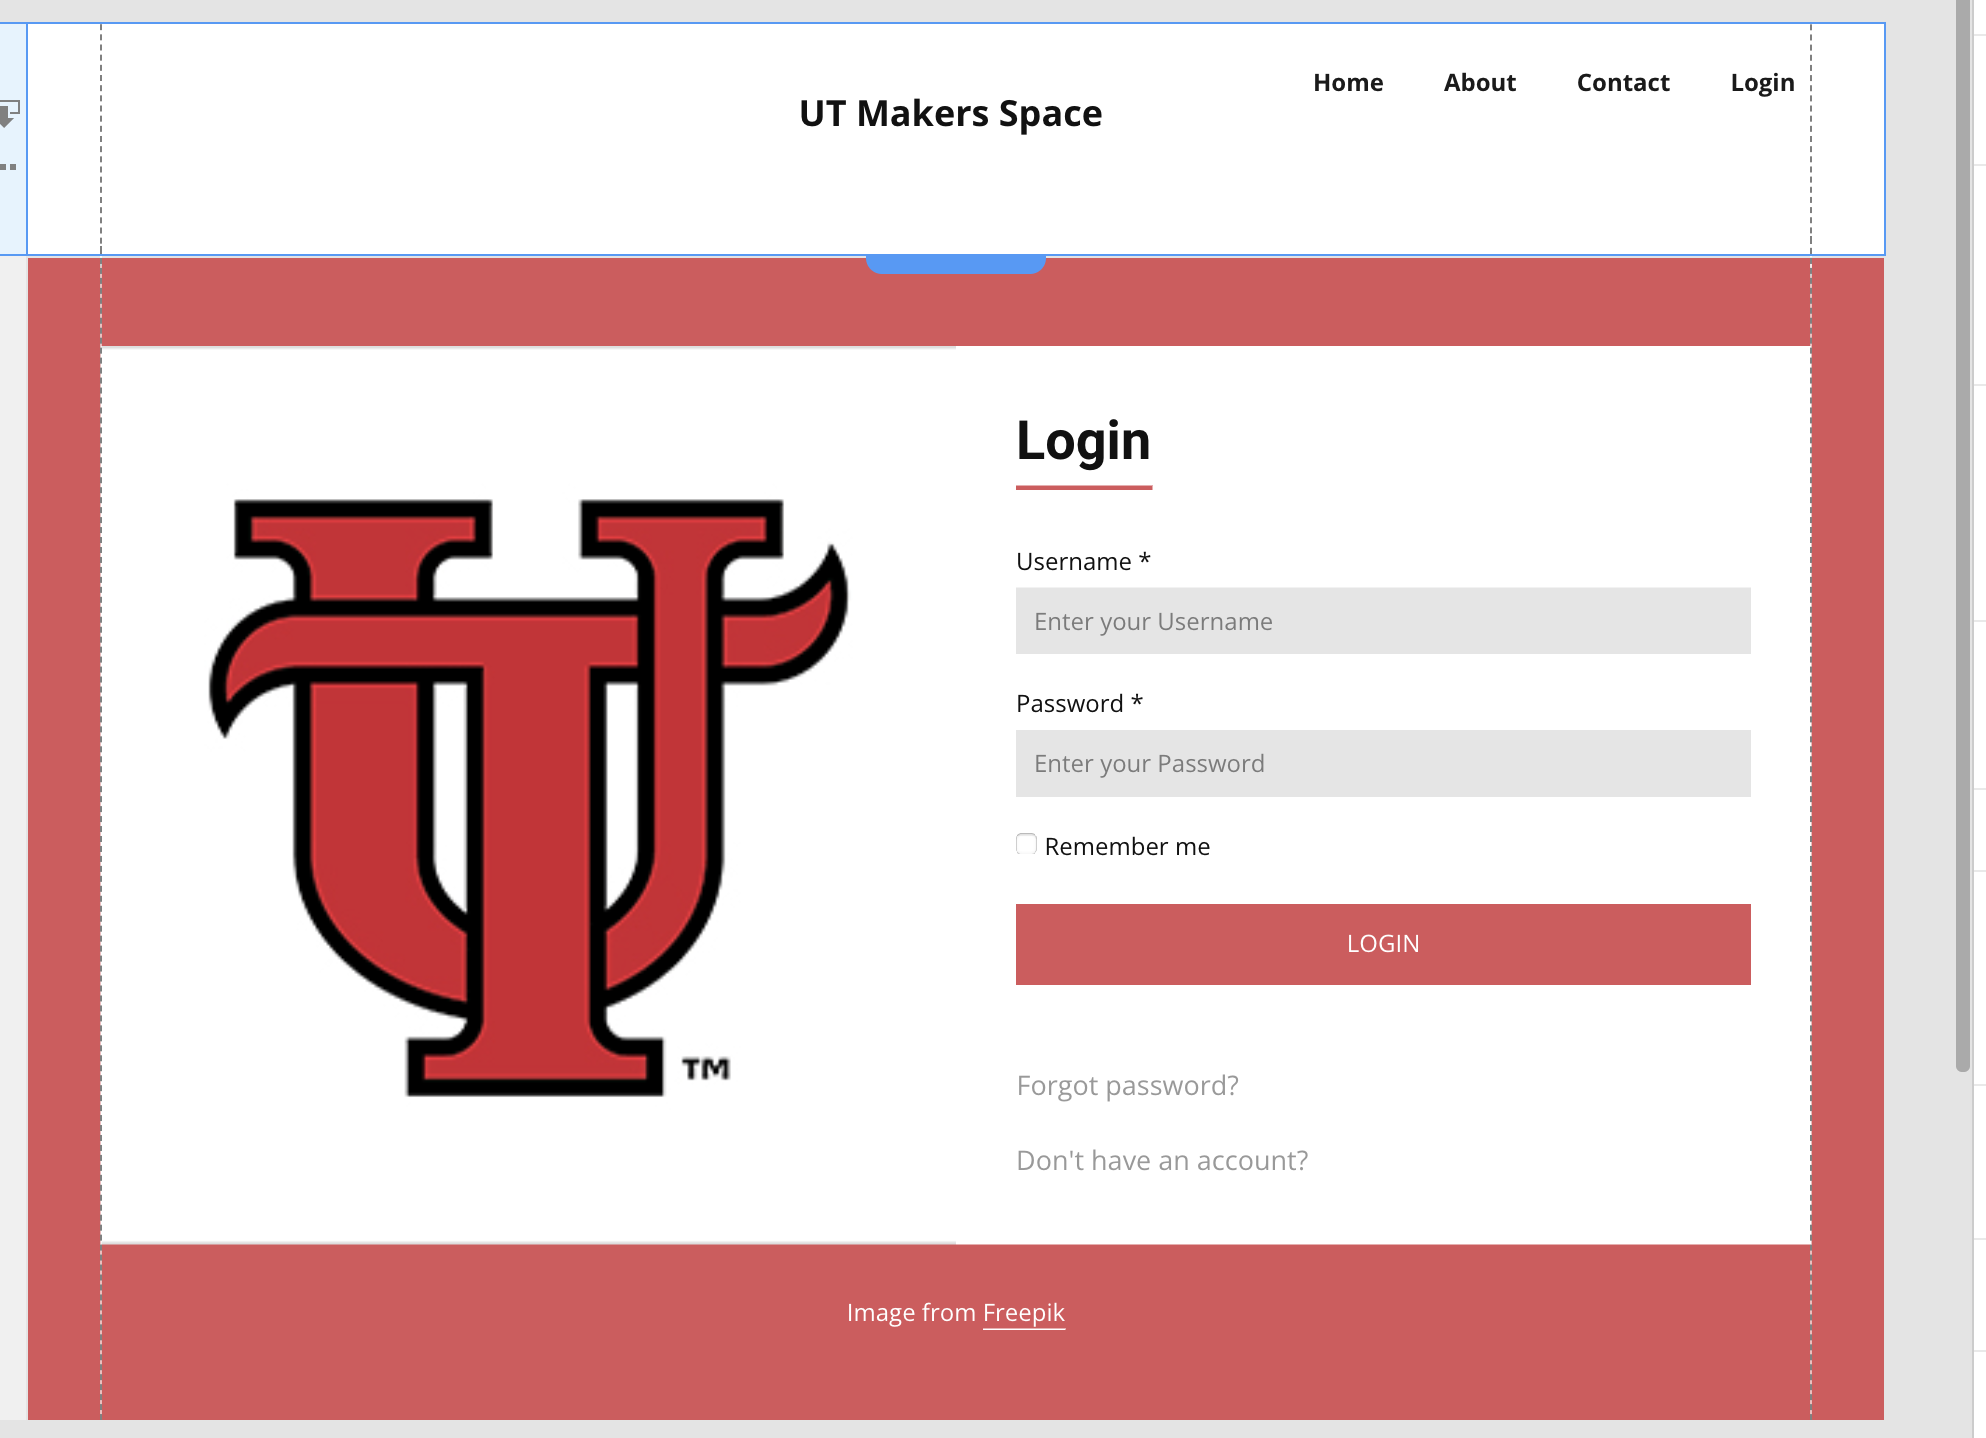 Home About Contact Login
UT Makers Space
Login
Username *
Enter your Username
Password *
Enter your Password
Remember me
LOGIN
UT
TM
Forgot password?
Don't have an account?
Image from Freepik